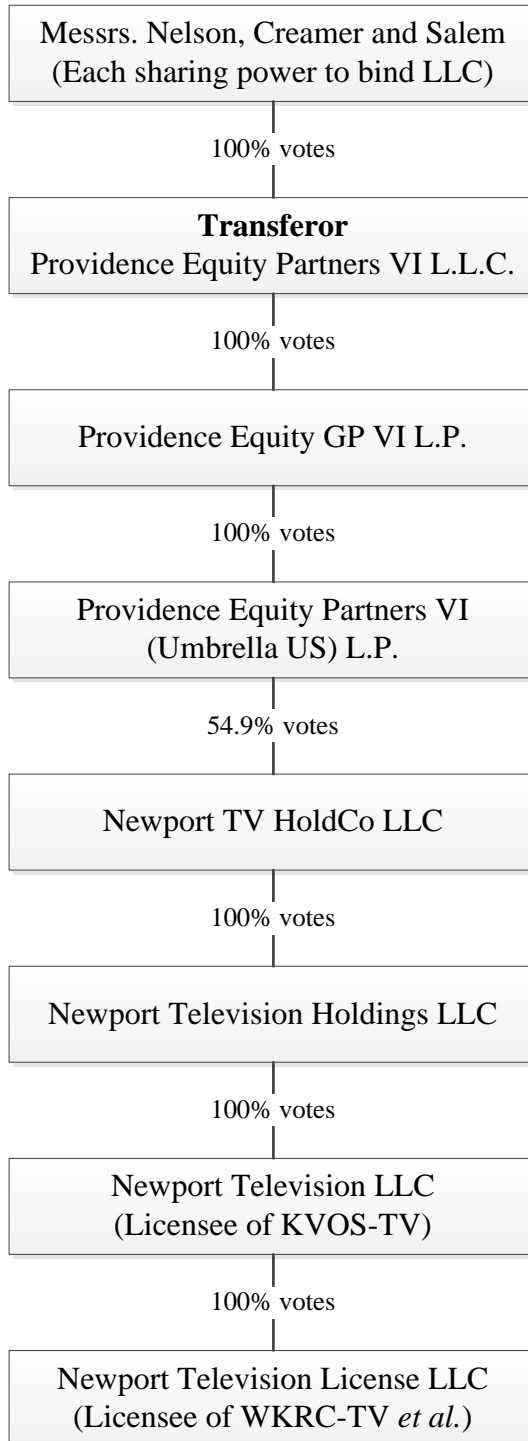 Messrs. Nelson, Creamer and Salem
(Each sharing power to bind LLC)
100% votes
Transferor
Providence Equity Partners VI L.L.C.
100% votes
Providence Equity GP VI L.P.
100% votes
Providence Equity Partners VI
(Umbrella US) L.P.
54.9% votes
Newport TV HoldCo LLC
100% votes
Newport Television Holdings LLC
100% votes
Newport Television LLC
(Licensee of KVOS-TV)
100% votes
Newport Television License LLC
(Licensee of WKRC-TV et al.)